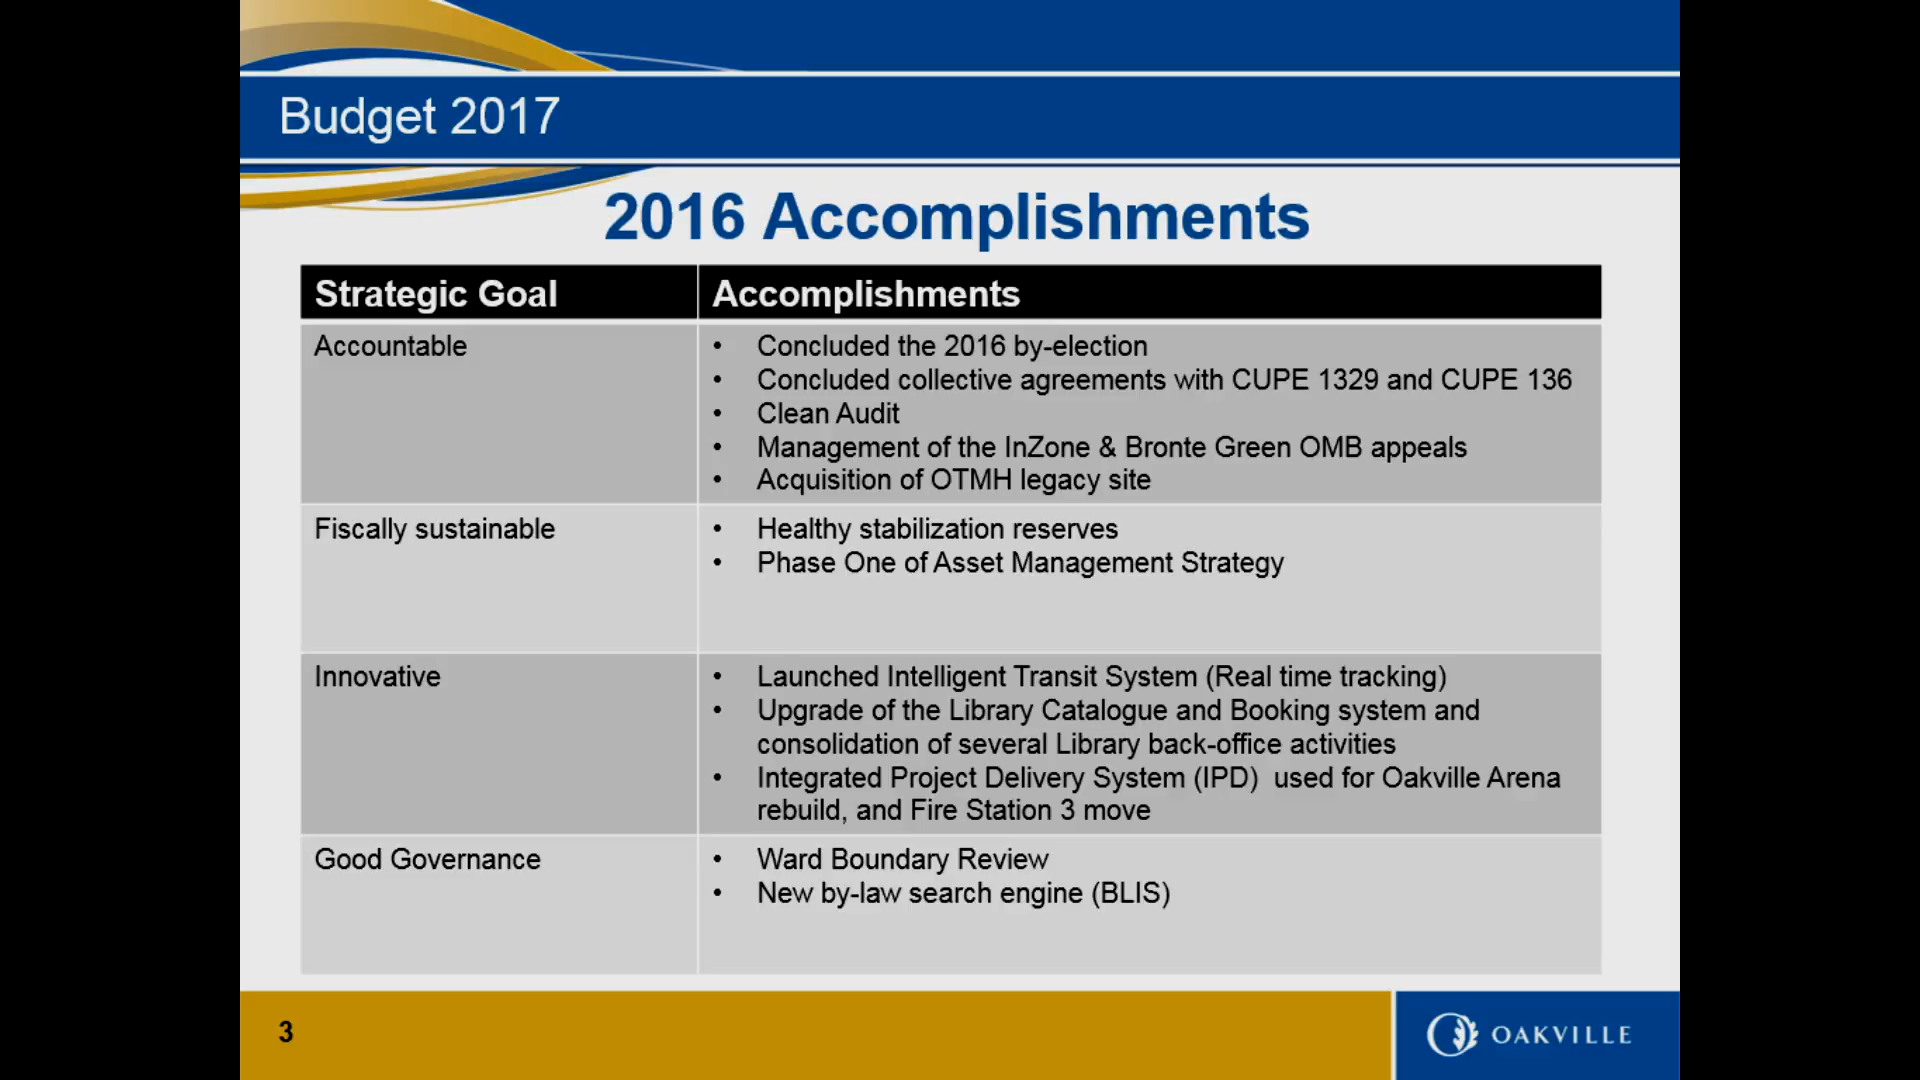 Budget 2017
2016 Accomplishments
Strategic Goal
Accomplishments
Accountable
• Concluded the 2016 by-election
• Concluded collective agreements with CUPE 1329 and CUPE 136
• Clean Audit
• Management of the InZone & Bronte Green OMB appeals
• Acquisition of OTMH legacy site
Fiscally sustainable
• Healthy stabilization reserves
• Phase One of Asset Management Strategy
Innovative
• Launched Intelligent Transit System (Real time tracking)
• Upgrade of the Library Catalogue and Booking system and
consolidation of several Library back-office activities
• Integrated Project Delivery System (IPD)  used for Oakville Arena
rebuild, and Fire Station 3 move
Good Governance
• Ward Boundary Review
• New by-law search engine (BLIS)
3
OAKVILLE